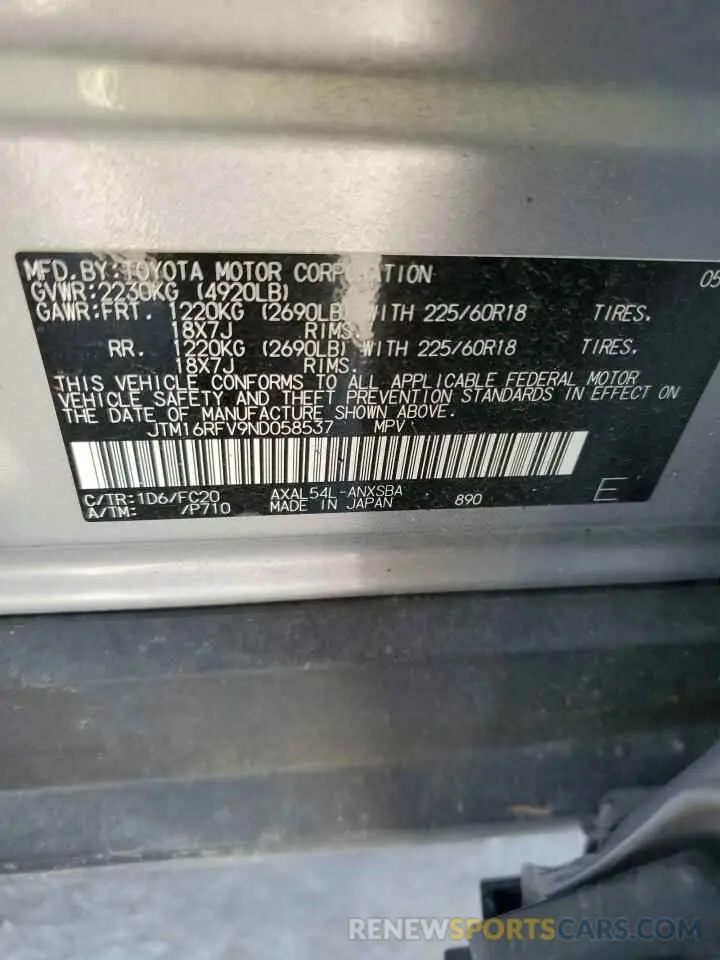 MFD.BY:TOYOTA MOTOR CORPORATION 05
GVWR:2230KG (4920LB)
GAWR:FRT. 1220KG (2690LB) WITH 225/60R18 TIRES.
18X7J RIMS.
RR. 1220KG (2690LB) WITH 225/60R18 TIRES.
18X7J RIMS.
THIS VEHICLE CONFORMS TO ALL APPLICABLE FEDERAL MOTOR
VEHICLE SAFETY AND THEFT PREVENTION STANDARDS IN EFFECT ON
THE DATE OF MANUFACTURE SHOWN ABOVE.
JTM16RFV9ND058537 MPV
C/TR:1D6/FC20 AXAL54L-ANXSBA 890 E
A/TM: /P710 MADE IN JAPAN
RENEWSPORTSCARS.COM